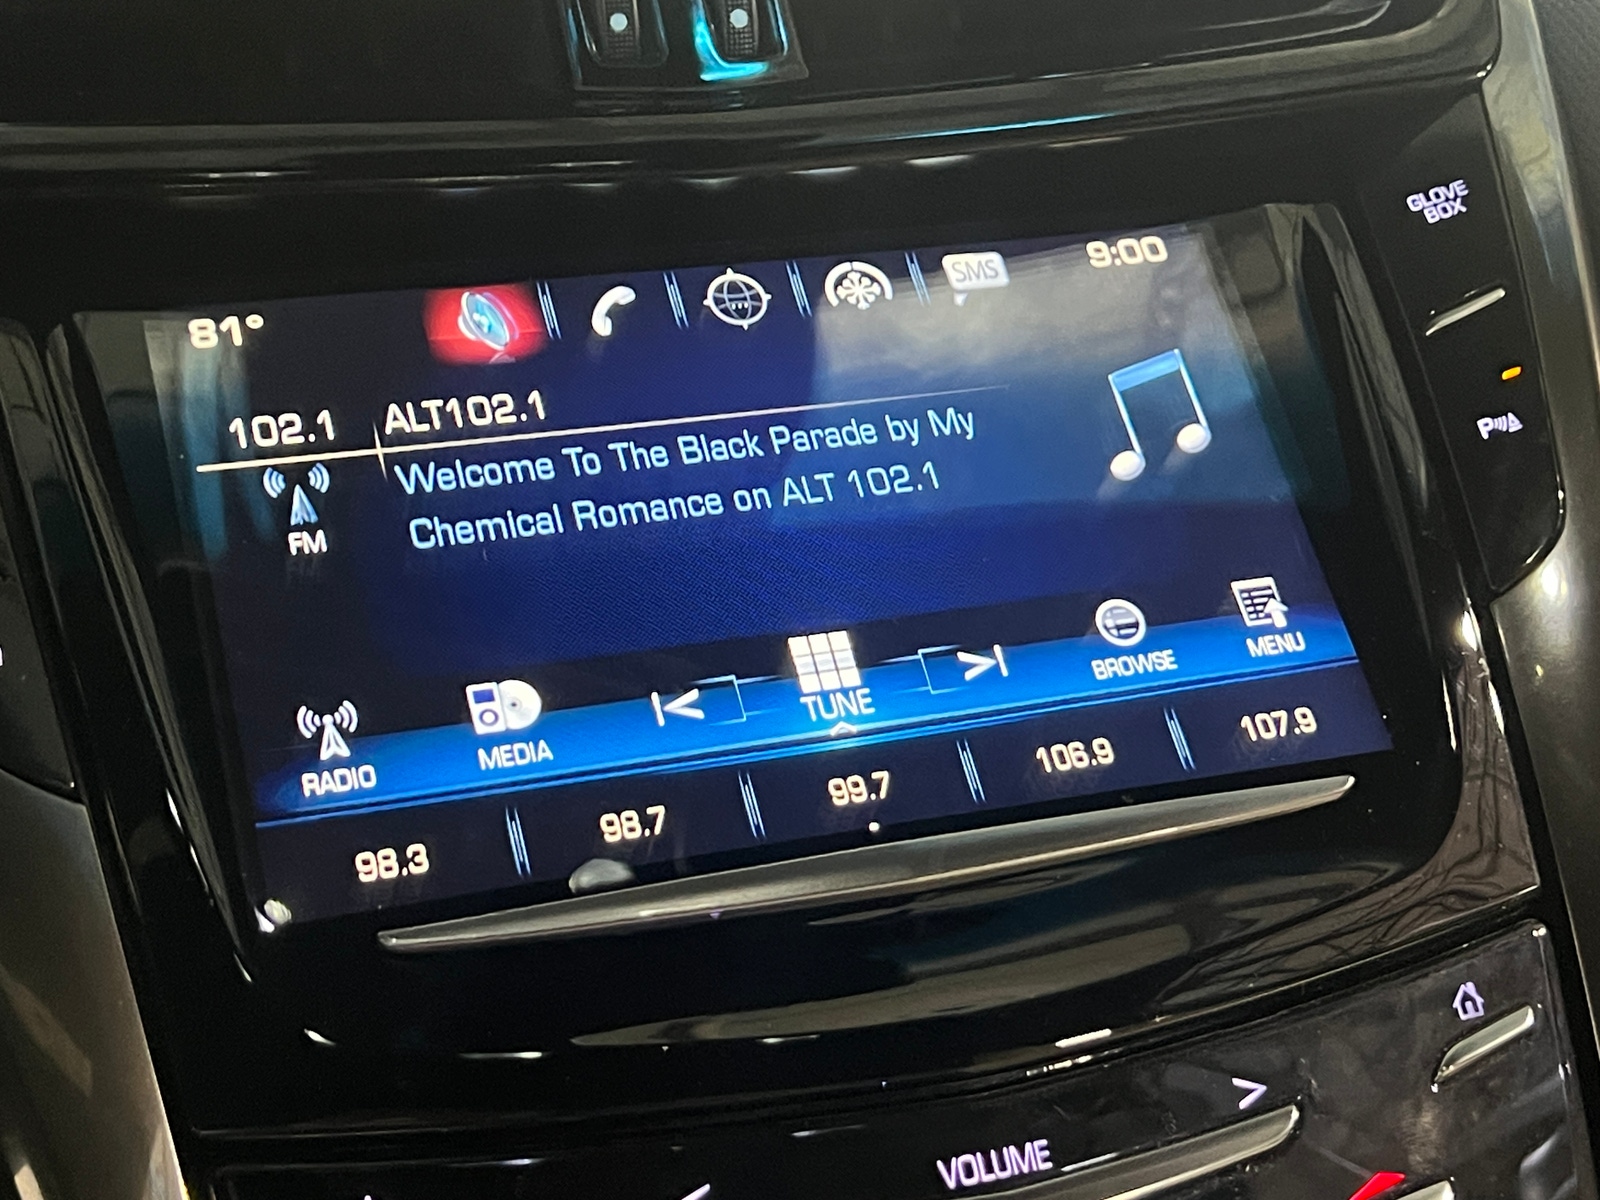 GLOVE
BOX
81°
SMS
9:00
102.1
ALT102.1
Welcome To The Black Parade by My
Chemical Romance on ALT 102.1
FM
RADIO
MEDIA
TUNE
BROWSE
MENU
98.3
98.7
99.7
106.9
107.9
P
VOLUME